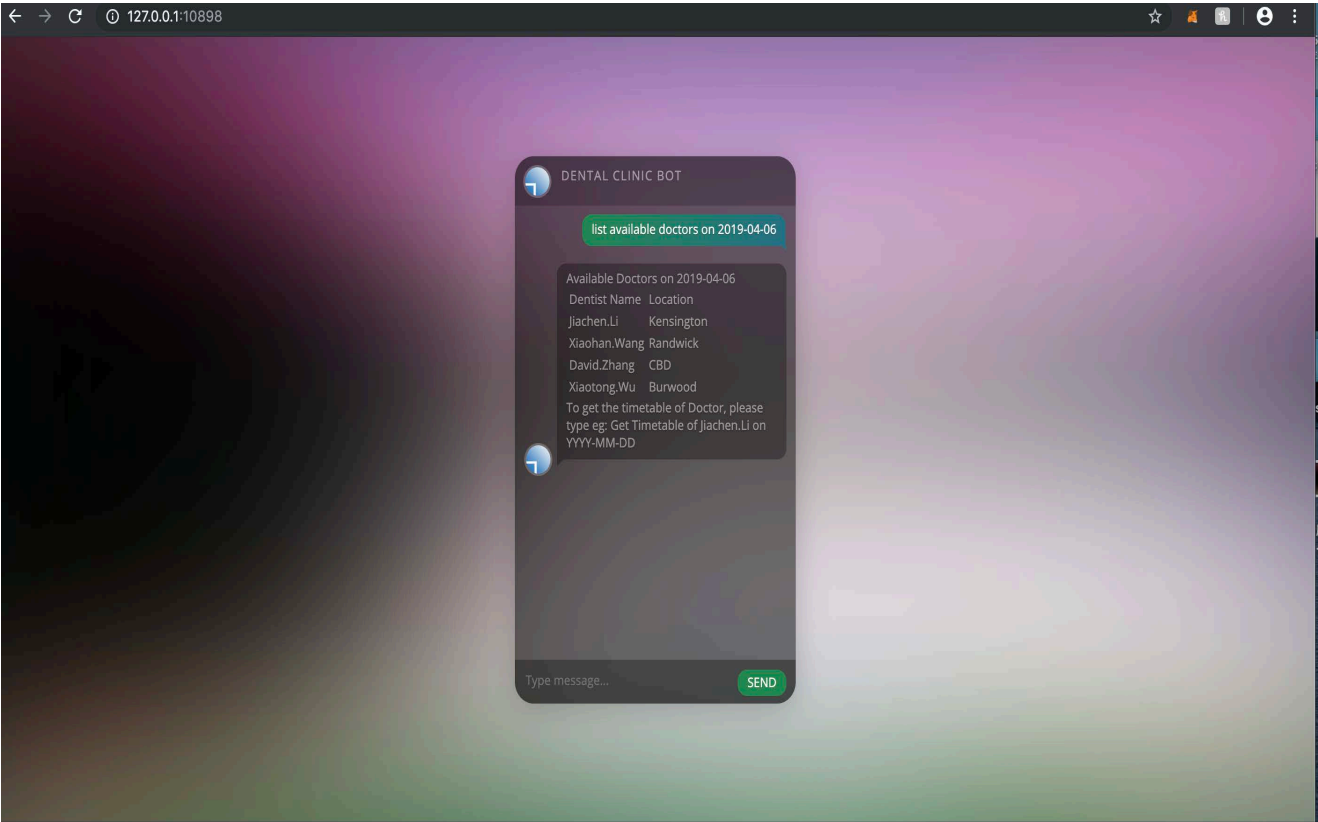 127.0.0.1:10898
DENTAL CLINIC BOT
list available doctors on 2019-04-06
Available Doctors on 2019-04-06
Dentist Name Location
Jiachen.Li Kensington
Xiaohan.Wang Randwick
David.Zhang CBD
Xiaotong.Wu Burwood
To get the timetable of Doctor, please
type eg: Get Timetable of Jiachen.Li on
YYYY-MM-DD
Type message... SEND